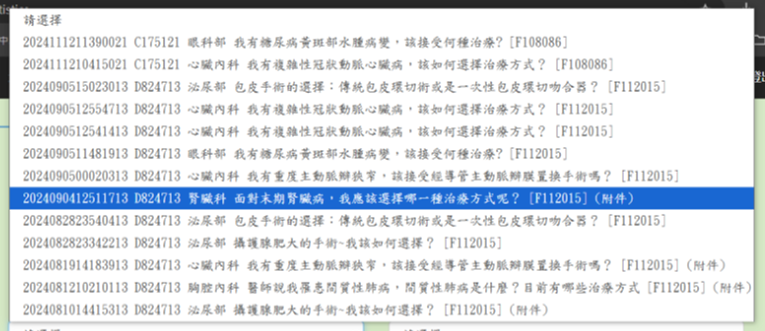 請選擇
2024111211390021 C175121 眼科部 我有糖尿病黃斑部水腫病變，該接受何種治療? [F108086]
2024111210415021 C175121 心臟內科 我有複雜性冠狀動脈心臟病，該如何選擇治療方式？ [F108086]
2024090515023013 D824713 泌尿部 包皮手術的選擇：傳統包皮環切術或是一次性包皮環切吻合器？ [F112015]
2024090512554713 D824713 心臟內科 我有複雜性冠狀動脈心臟病，該如何選擇治療方式？ [F112015]
2024090512541413 D824713 心臟內科 我有複雜性冠狀動脈心臟病，該如何選擇治療方式？ [F112015]
2024090511481913 D824713 眼科部 我有糖尿病黃斑部水腫病變，該接受何種治療? [F112015]
2024090500020313 D824713 心臟內科 我有重度主動脈瓣狹窄，該接受經導管主動脈瓣膜置換手術嗎？ [F112015]
2024090412511713 D824713 腎臟科 面對末期腎臟病，我應該選擇哪一種治療方式呢？ [F112015](附件)
2024082823540413 D824713 泌尿部 包皮手術的選擇：傳統包皮環切術或是一次性包皮環切吻合器？ [F112015]
2024082823342213 D824713 泌尿部 攝護腺肥大的手術~我該如何選擇？ [F112015]
2024081914183913 D824713 心臟內科 我有重度主動脈瓣狹窄，該接受經導管主動脈瓣膜置換手術嗎？ [F112015](附件)
2024081210210113 D824713 胸腔內科 醫師說我罹患間質性肺病，間質性肺病是什麼？目前有哪些治療方式 [F112015](附件)
2024081014415313 D824713 泌尿部 攝護腺肥大的手術~我該如何選擇？ [F112015](附件)